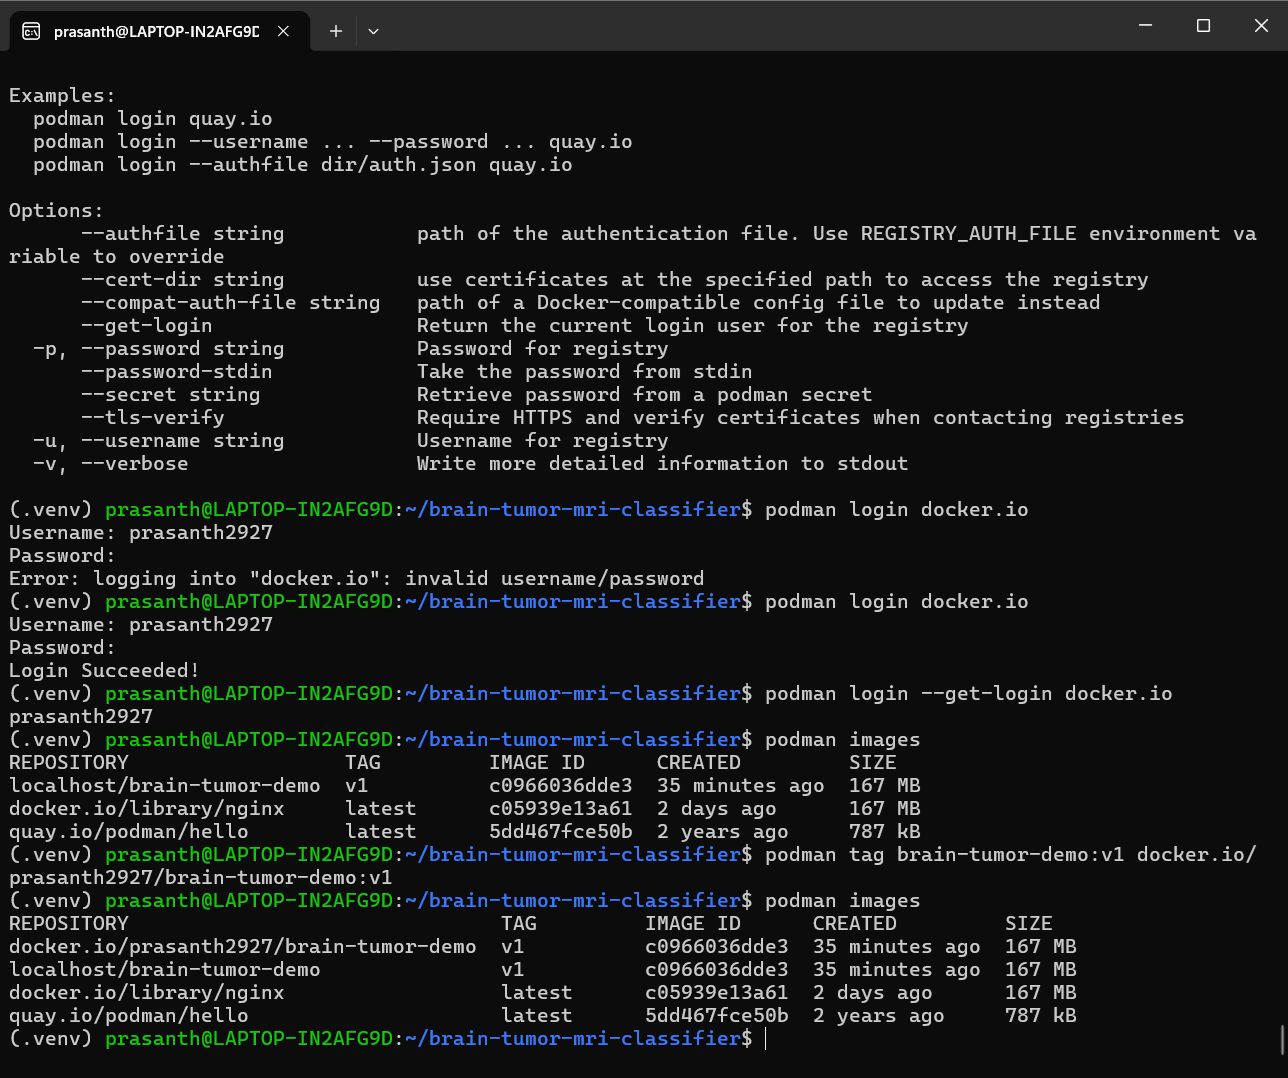 prasanth@LAPTOP-IN2AFG9D
Examples:
  podman login quay.io
  podman login --username ... --password ... quay.io
  podman login --authfile dir/auth.json quay.io
Options:
      --authfile string           path of the authentication file. Use REGISTRY_AUTH_FILE environment va
riable to override
      --cert-dir string           use certificates at the specified path to access the registry
      --compat-auth-file string   path of a Docker-compatible config file to update instead
      --get-login                 Return the current login user for the registry
  -p, --password string           Password for registry
      --password-stdin            Take the password from stdin
      --secret string             Retrieve password from a podman secret
      --tls-verify                Require HTTPS and verify certificates when contacting registries
  -u, --username string           Username for registry
  -v, --verbose                   Write more detailed information to stdout
(.venv) prasanth@LAPTOP-IN2AFG9D:~/brain-tumor-mri-classifier$ podman login docker.io
Username: prasanth2927
Password:
Error: logging into "docker.io": invalid username/password
(.venv) prasanth@LAPTOP-IN2AFG9D:~/brain-tumor-mri-classifier$ podman login docker.io
Username: prasanth2927
Password:
Login Succeeded!
(.venv) prasanth@LAPTOP-IN2AFG9D:~/brain-tumor-mri-classifier$ podman login --get-login docker.io
prasanth2927
(.venv) prasanth@LAPTOP-IN2AFG9D:~/brain-tumor-mri-classifier$ podman images
REPOSITORY                  TAG         IMAGE ID      CREATED         SIZE
localhost/brain-tumor-demo  v1          c0966036dde3  35 minutes ago  167 MB
docker.io/library/nginx     latest      c05939e13a61  2 days ago      167 MB
quay.io/podman/hello        latest      5dd467fce50b  2 years ago     787 kB
(.venv) prasanth@LAPTOP-IN2AFG9D:~/brain-tumor-mri-classifier$ podman tag brain-tumor-demo:v1 docker.io/
prasanth2927/brain-tumor-demo:v1
(.venv) prasanth@LAPTOP-IN2AFG9D:~/brain-tumor-mri-classifier$ podman images
REPOSITORY                               TAG         IMAGE ID      CREATED         SIZE
docker.io/prasanth2927/brain-tumor-demo  v1          c0966036dde3  35 minutes ago  167 MB
localhost/brain-tumor-demo               v1          c0966036dde3  35 minutes ago  167 MB
docker.io/library/nginx                  latest      c05939e13a61  2 days ago      167 MB
quay.io/podman/hello                     latest      5dd467fce50b  2 years ago     787 kB
(.venv) prasanth@LAPTOP-IN2AFG9D:~/brain-tumor-mri-classifier$